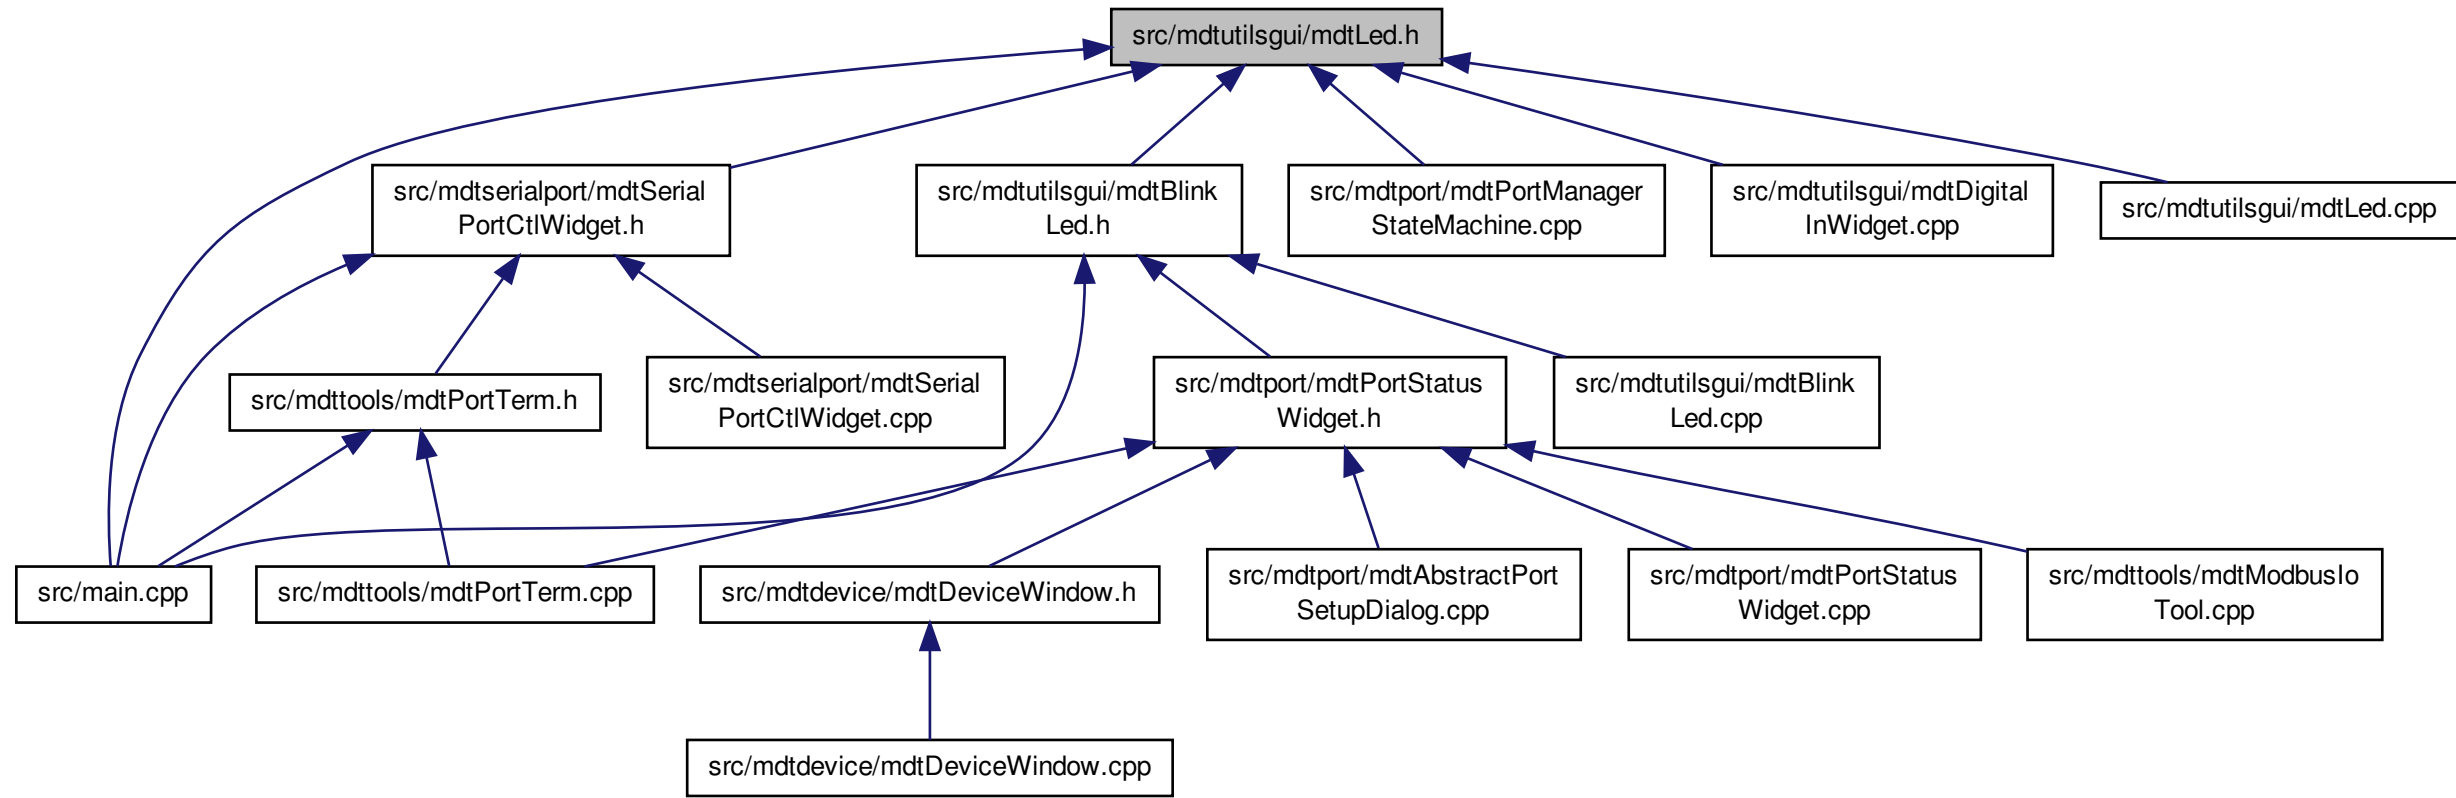 src/mdtutilsgui/mdtLed.h
src/mdtserialport/mdtSerial
PortCtlWidget.h
src/mdtutilsgui/mdtBlink
Led.h
src/mdtport/mdtPortManager
StateMachine.cpp
src/mdtutilsgui/mdtDigital
InWidget.cpp
src/mdtutilsgui/mdtLed.cpp
src/mdttools/mdtPortTerm.h
src/mdtserialport/mdtSerial
PortCtlWidget.cpp
src/mdtport/mdtPortStatus
Widget.h
src/mdtutilsgui/mdtBlink
Led.cpp
src/main.cpp
src/mdttools/mdtPortTerm.cpp
src/mdtdevice/mdtDeviceWindow.h
src/mdtport/mdtAbstractPort
SetupDialog.cpp
src/mdtport/mdtPortStatus
Widget.cpp
src/mdttools/mdtModbusIo
Tool.cpp
src/mdtdevice/mdtDeviceWindow.cpp